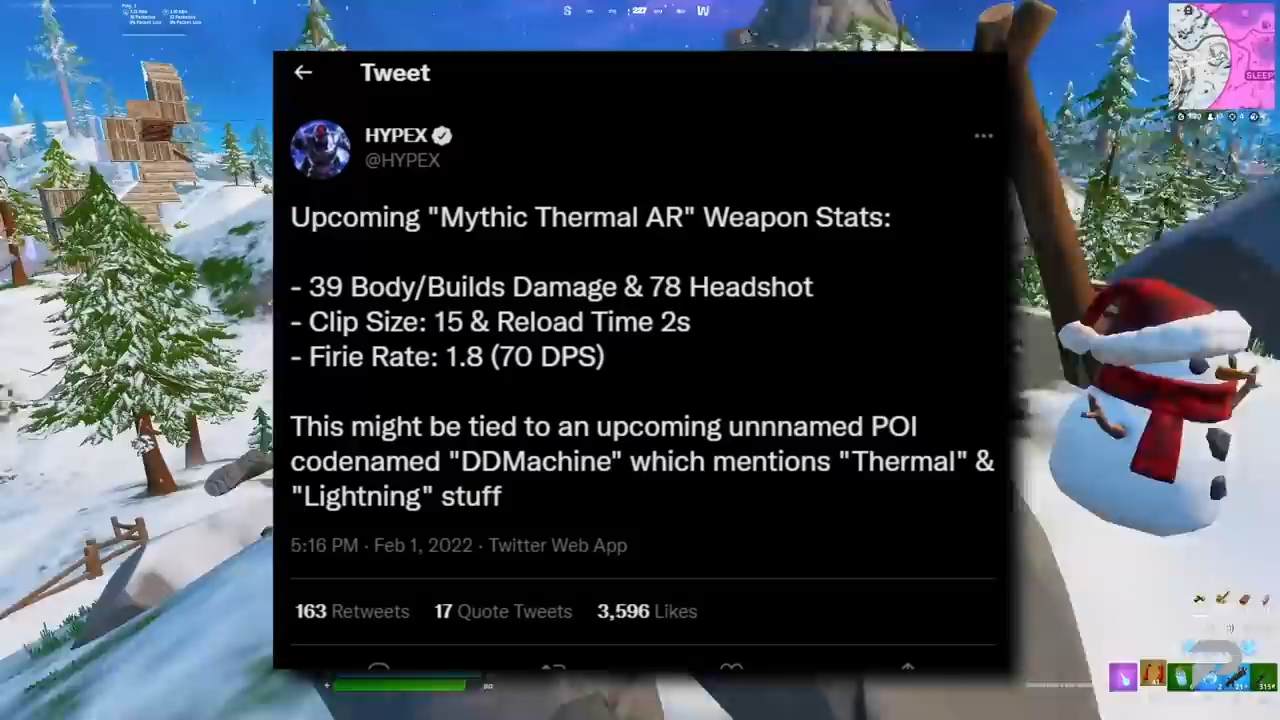 S 227 W
Tweet
HYPEX
@HYPEX
Upcoming "Mythic Thermal AR" Weapon Stats:
- 39 Body/Builds Damage & 78 Headshot
- Clip Size: 15 & Reload Time 2s
- Firie Rate: 1.8 (70 DPS)
This might be tied to an upcoming unnnamed POI
codenamed "DDMachine" which mentions "Thermal" &
"Lightning" stuff
5:16 PM · Feb 1, 2022 · Twitter Web App
163 Retweets 17 Quote Tweets 3,596 Likes
SLEEP